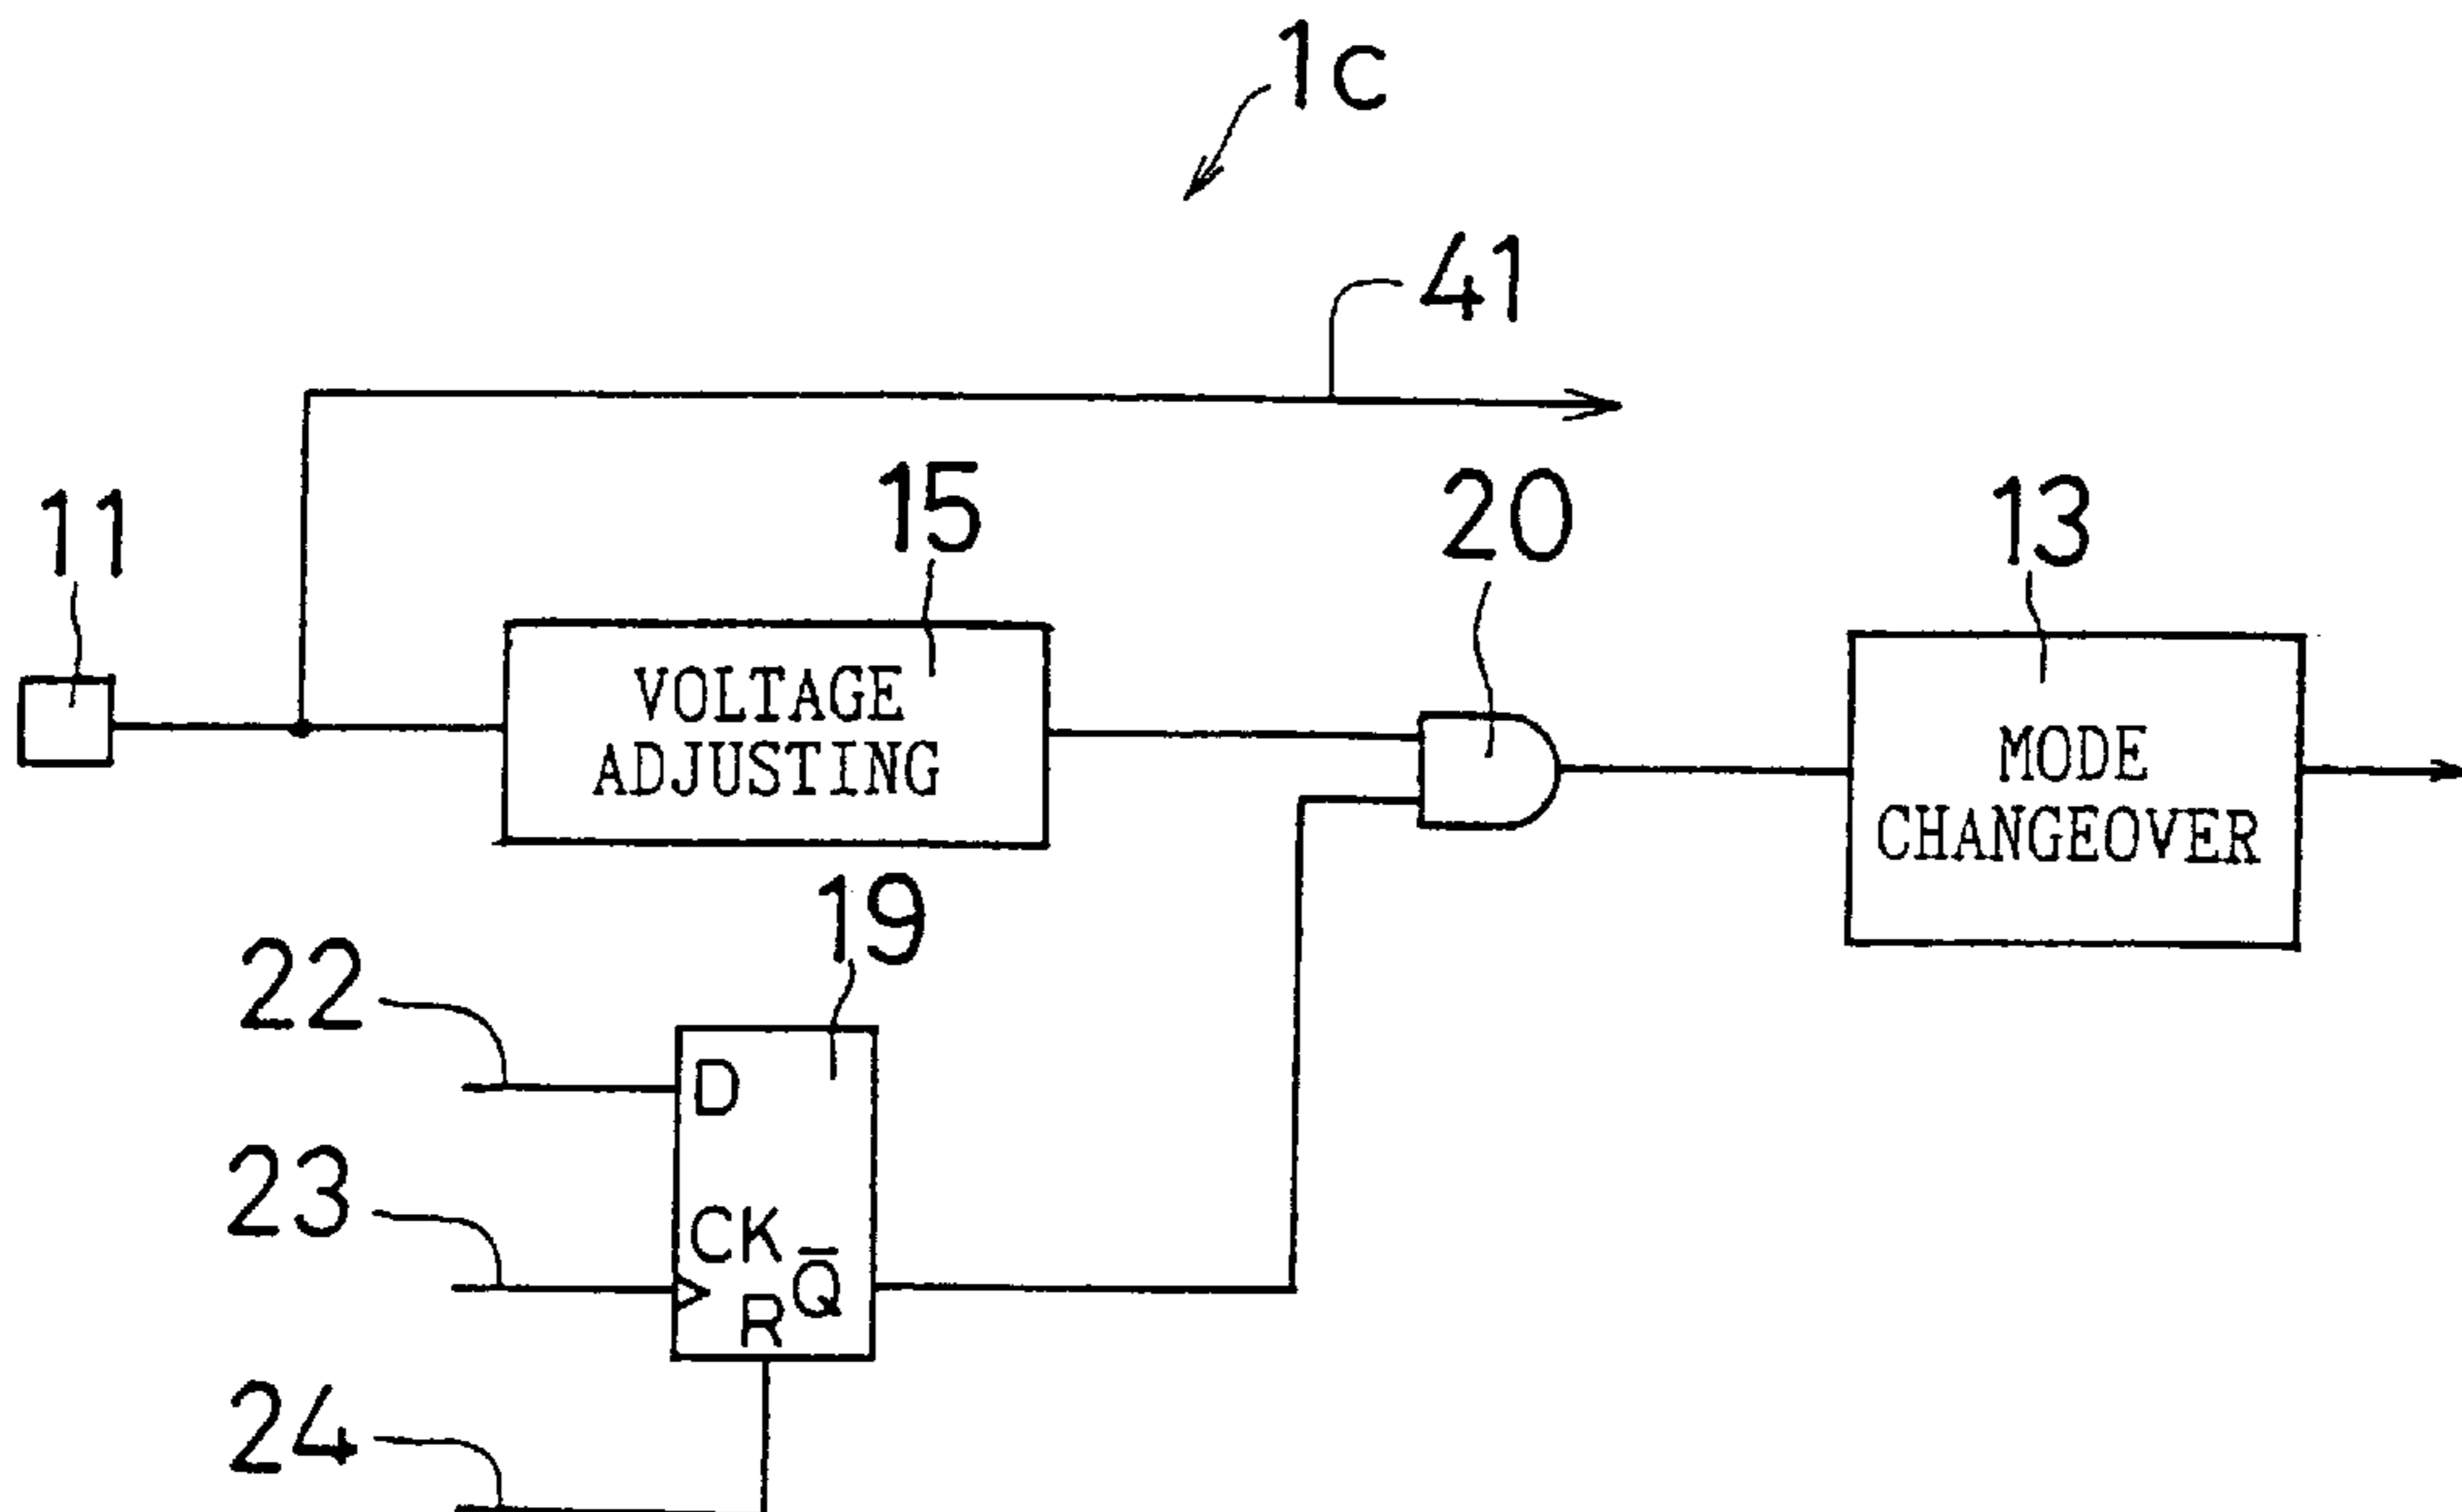 1c
41
11
15
20
13
VOLTAGE
ADJUSTING
MODE
CHANGEOVER
19
22
D
23
CK
Q̅
R
24